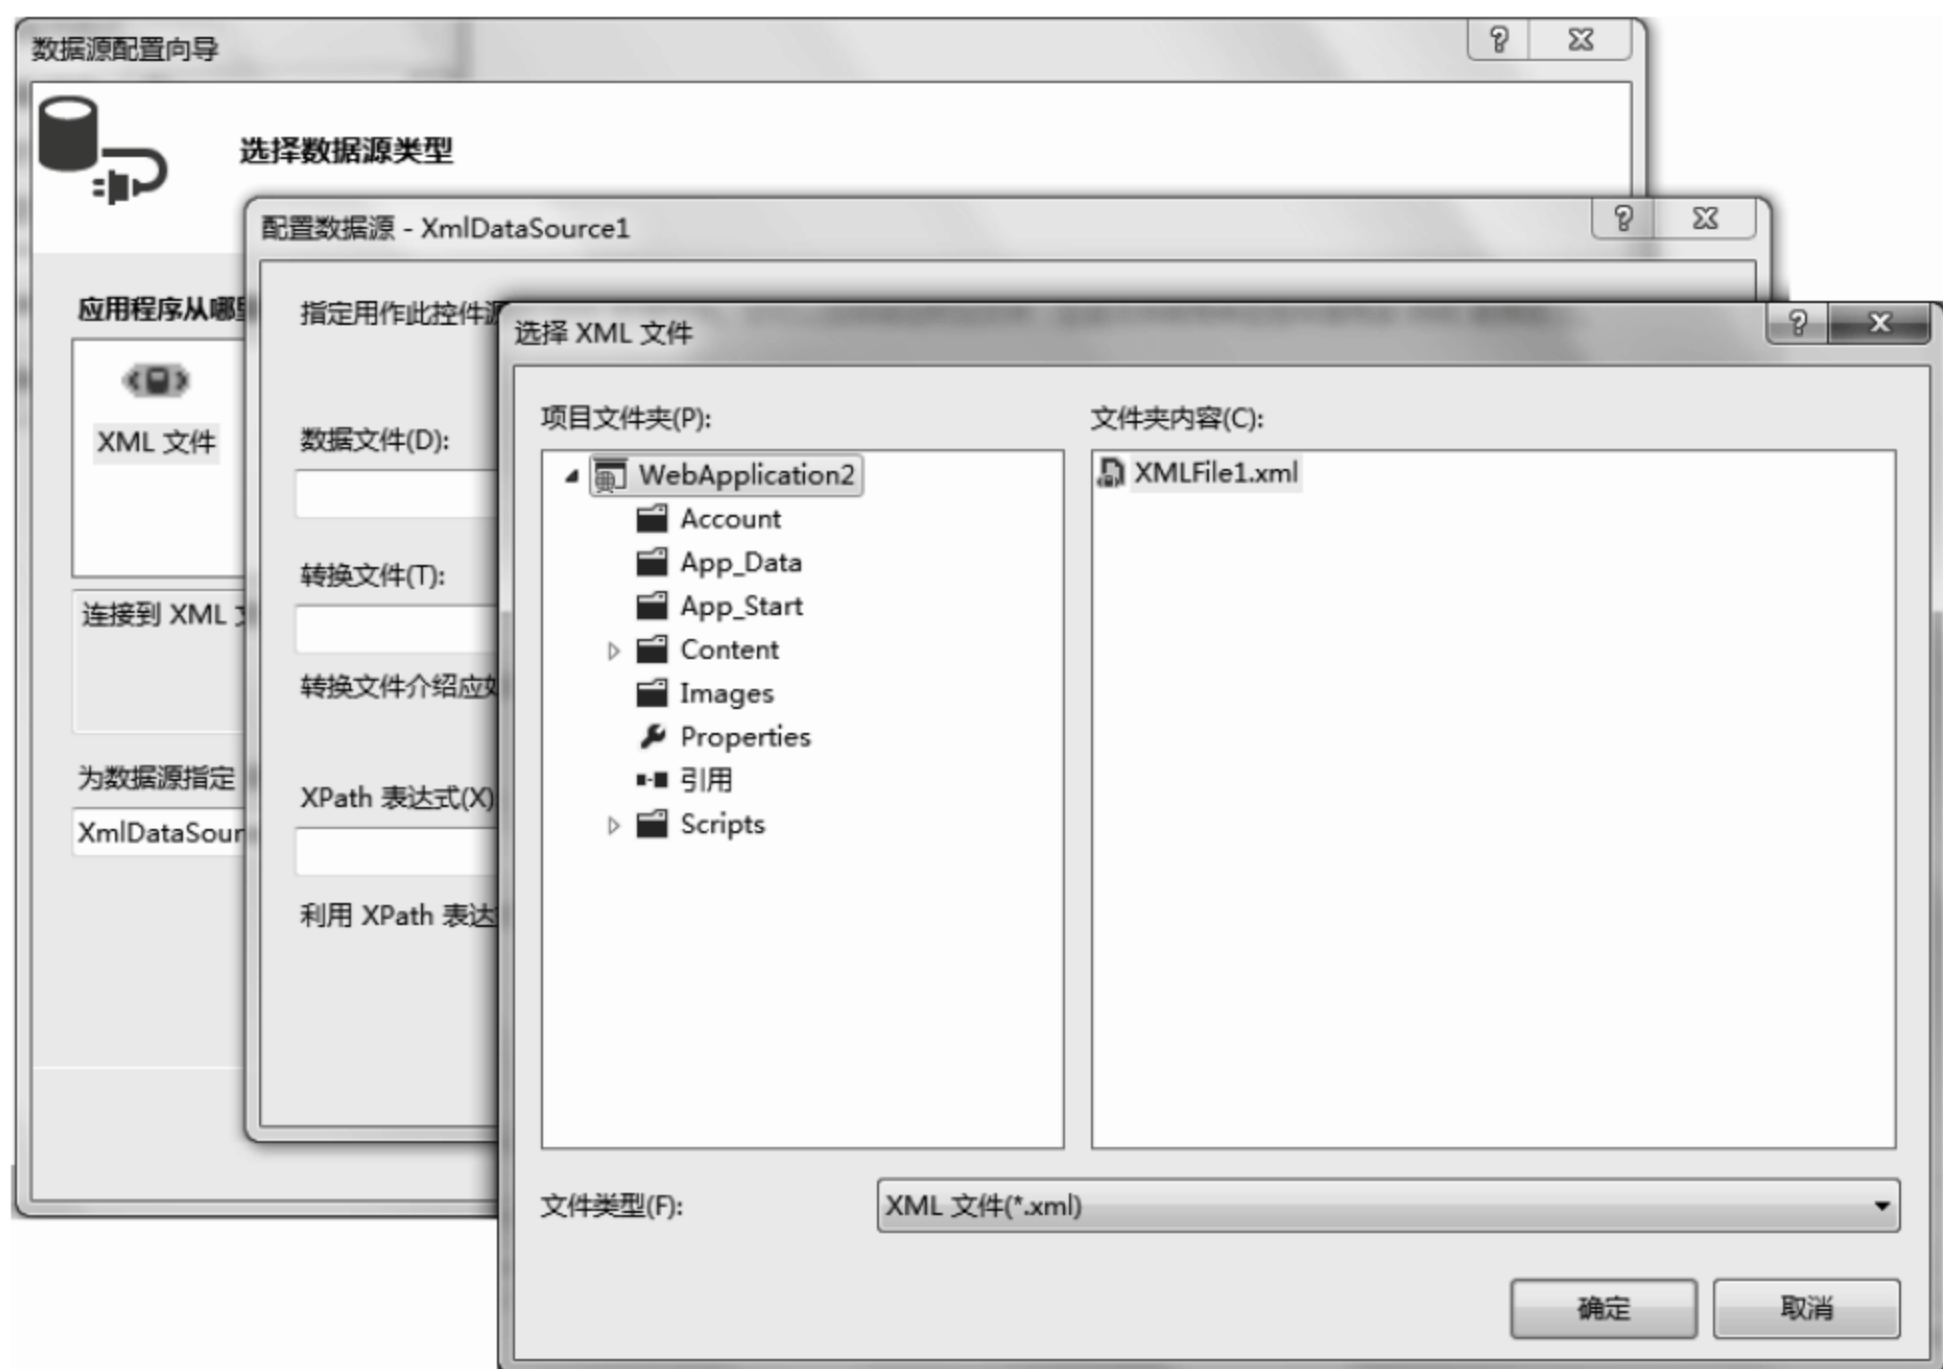 数据源配置向导
选择数据源类型
应用程序从哪
XML 文件
连接到 XML
为数据源指定
XmlDataSour
配置数据源 - XmlDataSource1
指定用作此控件源
数据文件(D):
转换文件(T):
转换文件介绍应如
XPath 表达式(X)
利用 XPath 表达
选择 XML 文件
项目文件夹(P):
WebApplication2
Account
App_Data
App_Start
Content
Images
Properties
引用
Scripts
文件夹内容(C):
XMLFile1.xml
文件类型(F):
XML 文件(*.xml)
确定
取消